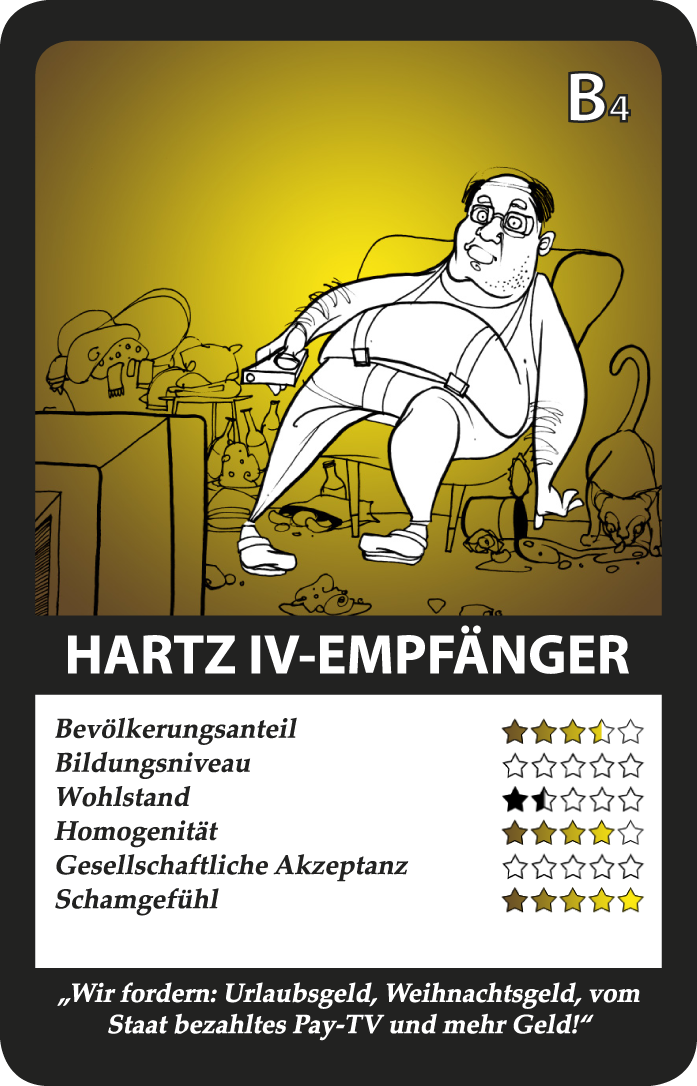 B4
HARTZ IV-EMPFÄNGER
Bevölkerungsanteil
Bildungsniveau
Wohlstand
Homogenität
Gesellschaftliche Akzeptanz
Schamgefühl
„Wir fordern: Urlaubsgeld, Weihnachtsgeld, vom
Staat bezahltes Pay-TV und mehr Geld!“